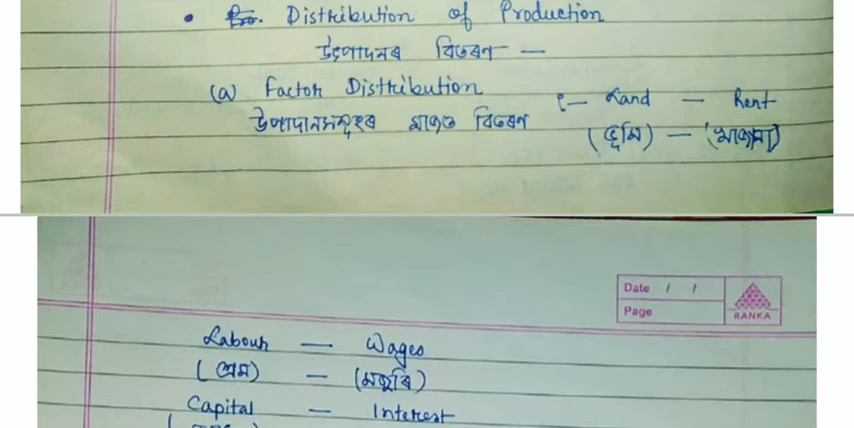 • Distribution of Production
উৎপাদনৰ বিতৰণ —
(a) Factor Distribution :— Land — Rent
উপাদানসমূহৰ মাজত বিতৰণ (ভূমি) — (খাজনা)
Date / /
Page
RANKA
Labour — Wages
(শ্ৰম) — (মজুৰি)
Capital — Interest